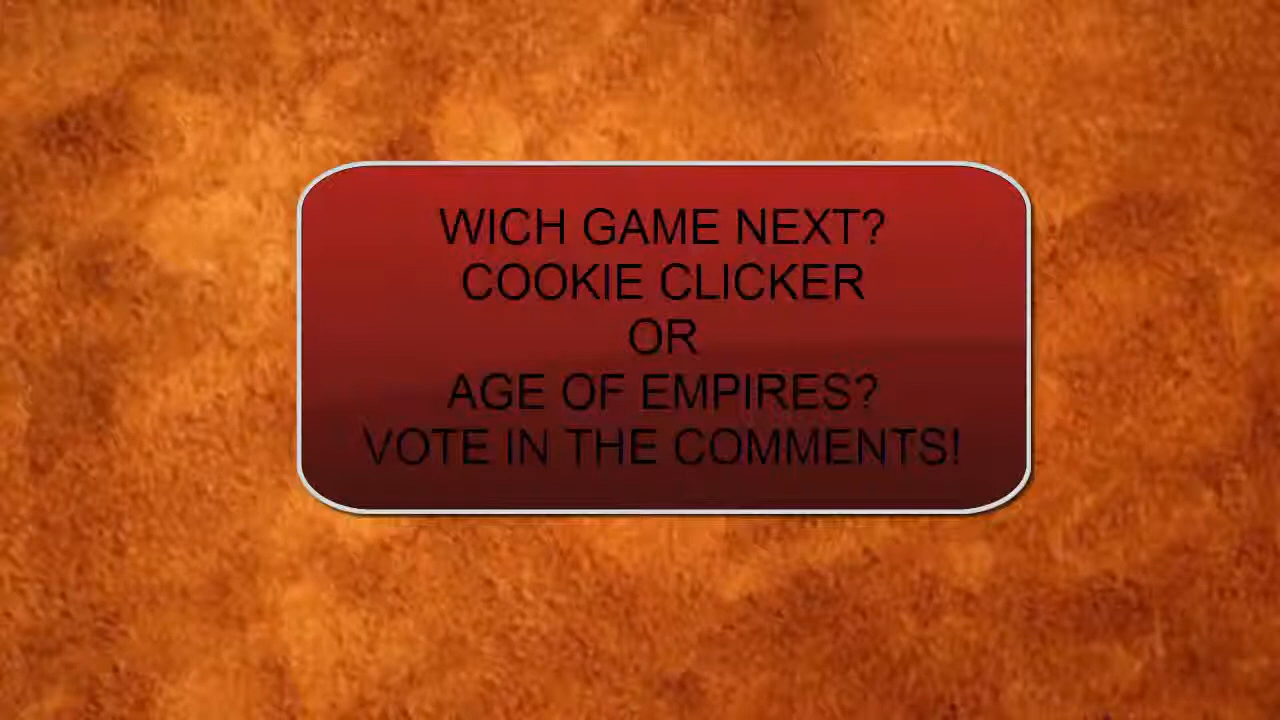 WICH GAME NEXT?
COOKIE CLICKER
OR
AGE OF EMPIRES?
VOTE IN THE COMMENTS!